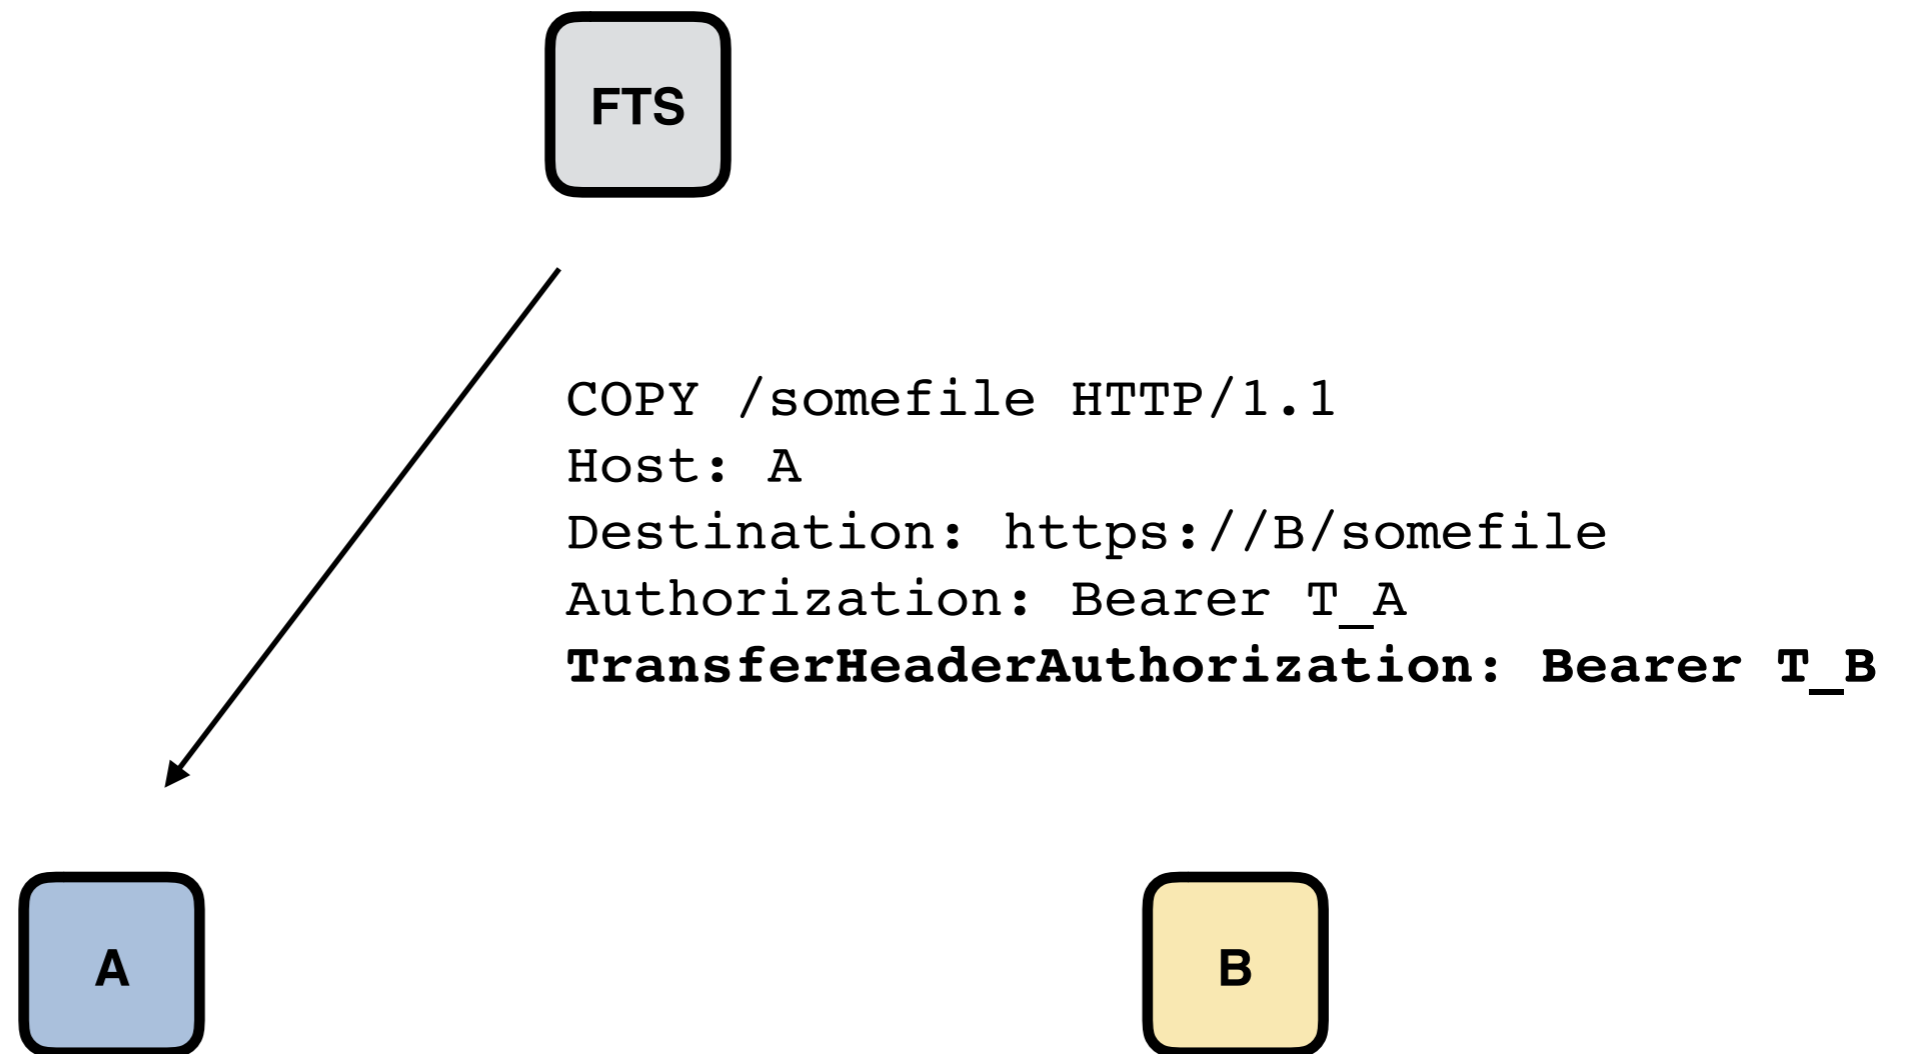 FTS
COPY /somefile HTTP/1.1
Host: A
Destination: https://B/somefile
Authorization: Bearer T_A
TransferHeaderAuthorization: Bearer T_B
A
B